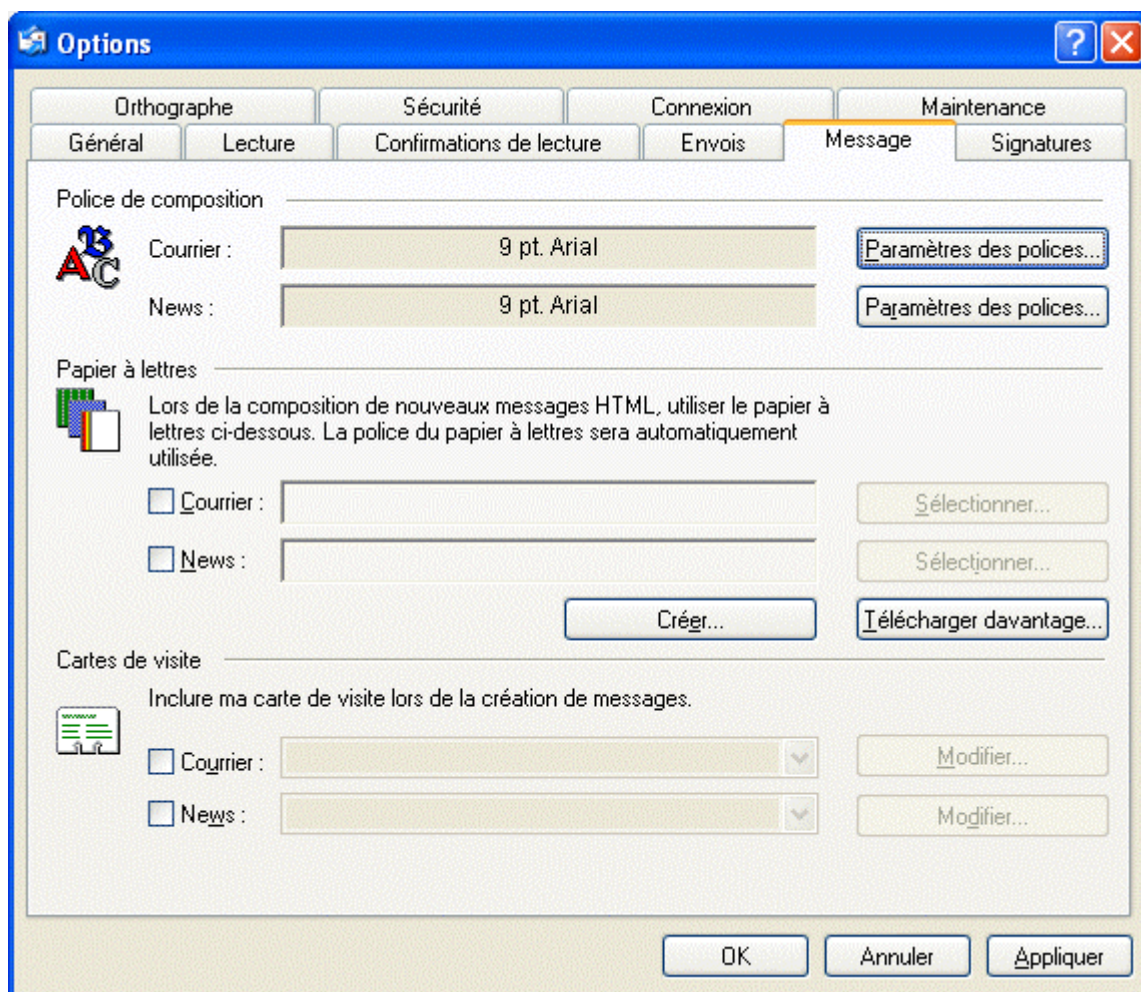 Options
Orthographe Sécurité Connexion Maintenance
Général Lecture Confirmations de lecture Envois Message Signatures
Police de composition
Courrier : 9 pt. Arial Paramètres des polices...
News : 9 pt. Arial Paramètres des polices...
Papier à lettres
Lors de la composition de nouveaux messages HTML, utiliser le papier à
lettres ci-dessous. La police du papier à lettres sera automatiquement
utilisée.
Courrier : Sélectionner...
News : Sélectionner...
Créer... Télécharger davantage...
Cartes de visite
Inclure ma carte de visite lors de la création de messages.
Courrier : Modifier...
News : Modifier...
OK Annuler Appliquer